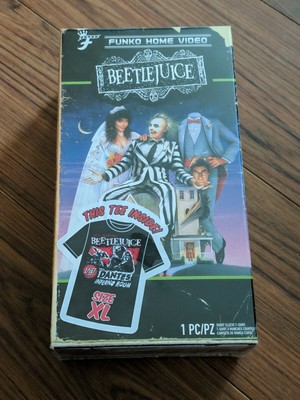 FUNKO HOME VIDEO
BEETLEJUICE
THIS TEE INSIDE!
BEETLEJUICE
DANTE'S
INFERNO ROOM
SIZE
XL
1 PC/PZ